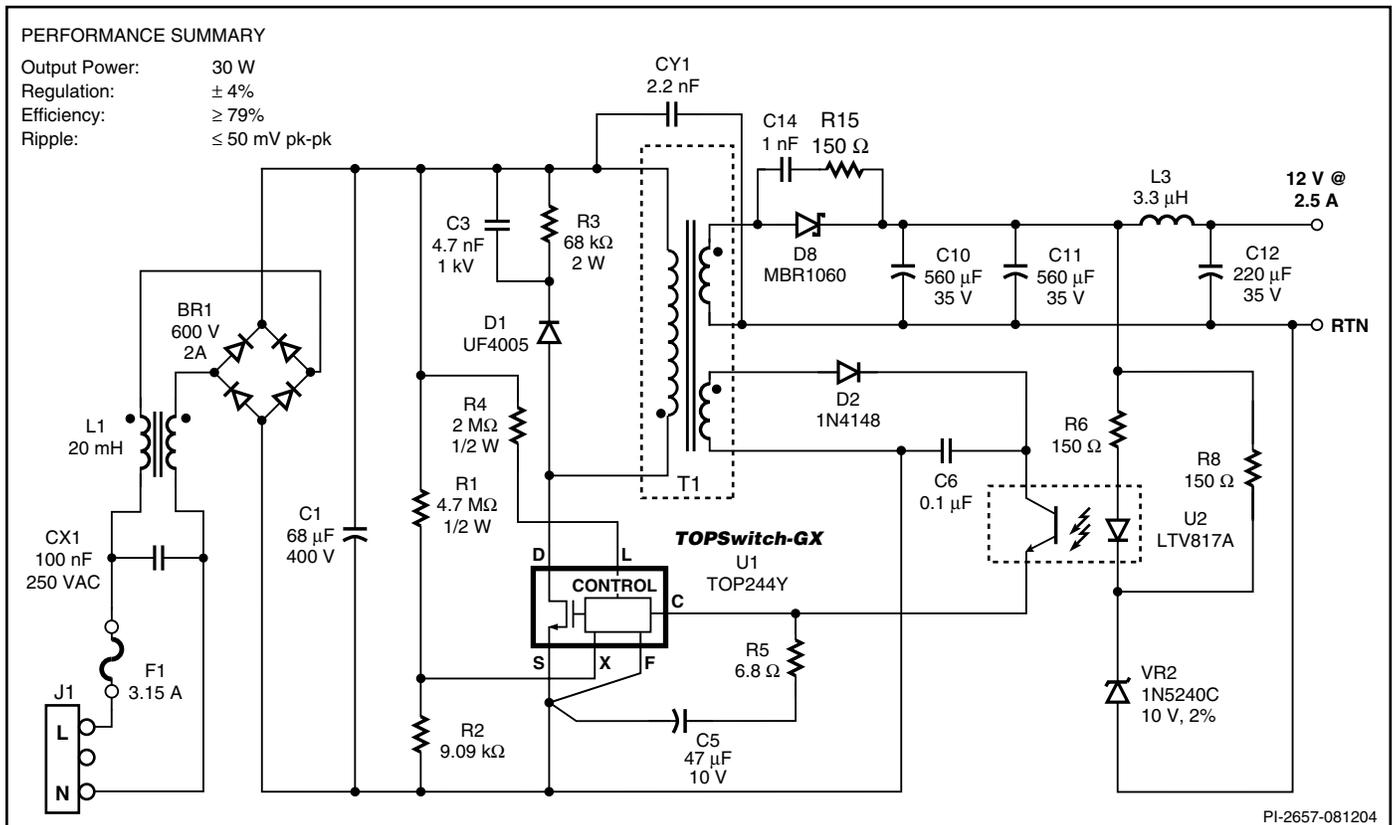 PERFORMANCE SUMMARY
Output Power: 30 W
Regulation: ± 4%
Efficiency: ≥ 79%
Ripple: ≤ 50 mV pk-pk
CY1
2.2 nF
C14
1 nF
R15
150 Ω
L3
3.3 µH
12 V @
2.5 A
C3
4.7 nF
1 kV
R3
68 kΩ
2 W
D8
MBR1060
C10
560 µF
35 V
C11
560 µF
35 V
C12
220 µF
35 V
RTN
BR1
600 V
2A
D1
UF4005
D2
1N4148
L1
20 mH
R4
2 MΩ
1/2 W
R6
150 Ω
R8
150 Ω
T1
C6
0.1 µF
R1
4.7 MΩ
1/2 W
C1
68 µF
400 V
CX1
100 nF
250 VAC
TOPSwitch-GX
U1
TOP244Y
U2
LTV817A
D
L
CONTROL
C
S
X
F
R5
6.8 Ω
F1
3.15 A
J1
L
N
R2
9.09 kΩ
C5
47 µF
10 V
VR2
1N5240C
10 V, 2%
PI-2657-081204